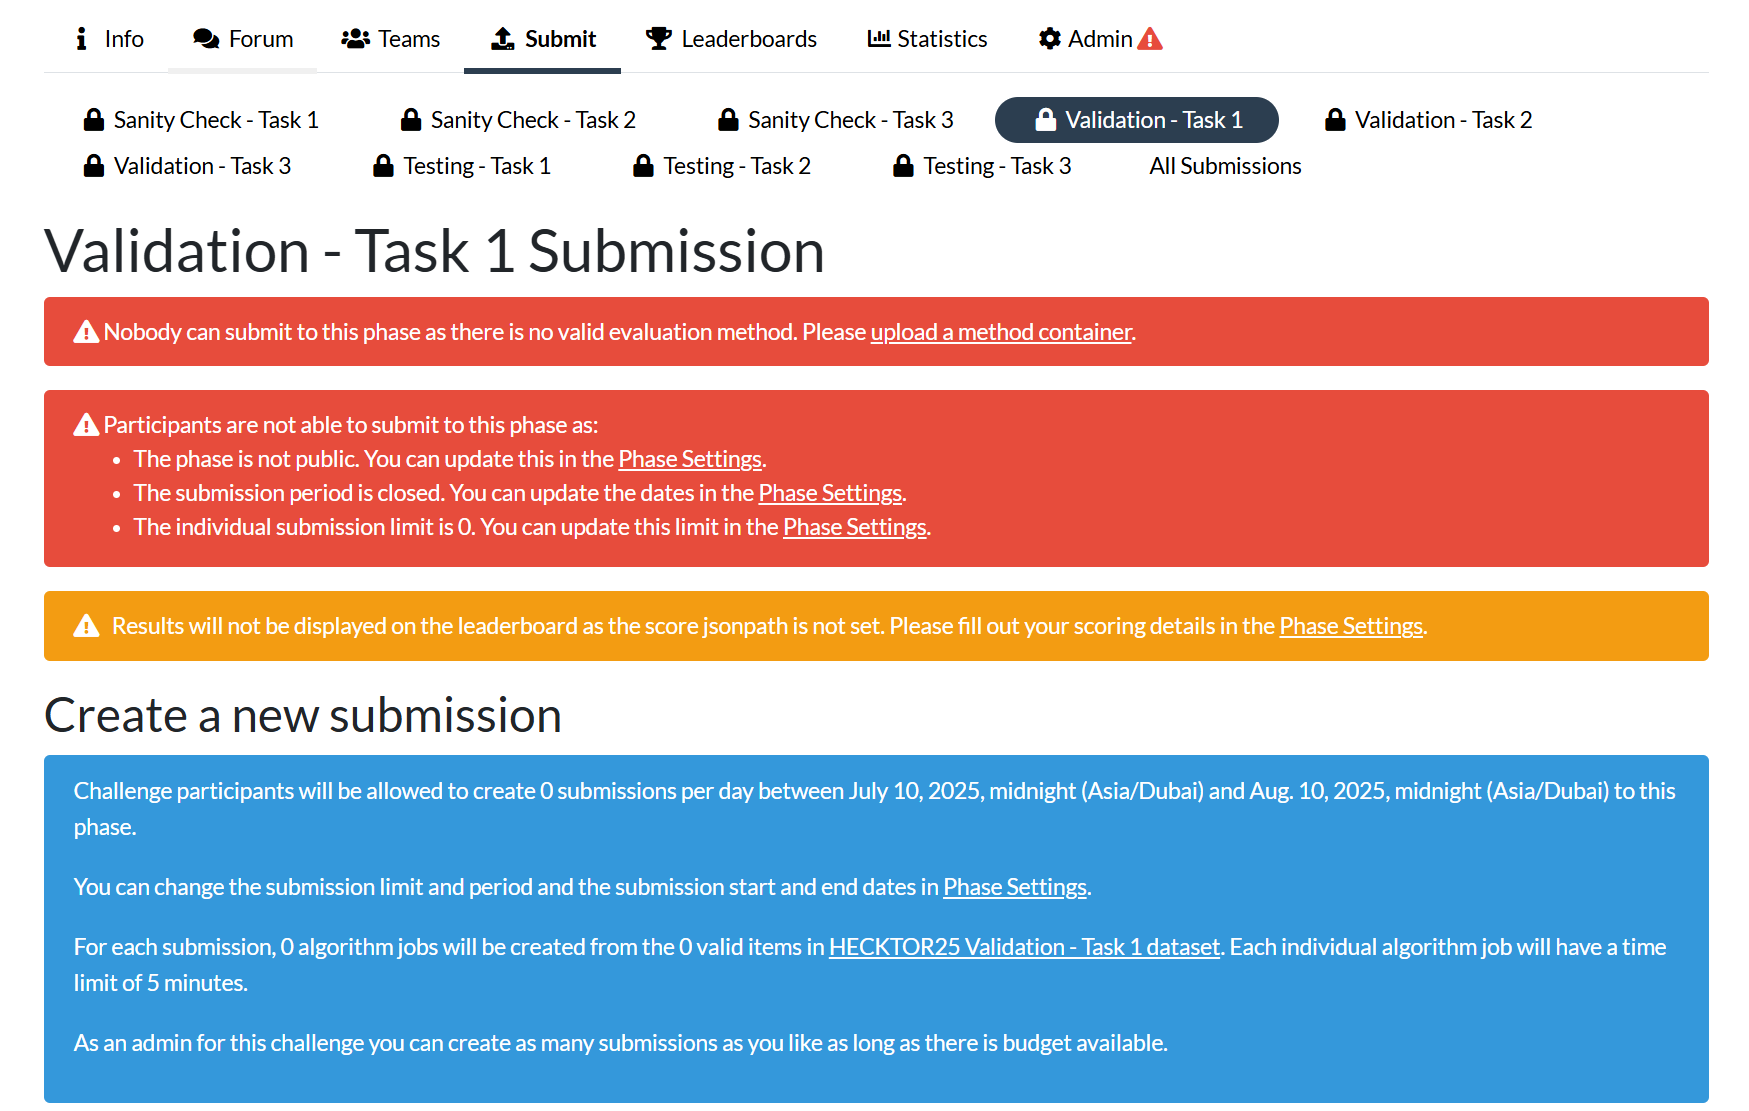 Info Forum Teams Submit Leaderboards Statistics Admin
Sanity Check - Task 1 Sanity Check - Task 2 Sanity Check - Task 3 Validation - Task 1 Validation - Task 2
Validation - Task 3 Testing - Task 1 Testing - Task 2 Testing - Task 3 All Submissions
Validation - Task 1 Submission
Nobody can submit to this phase as there is no valid evaluation method. Please upload a method container.
Participants are not able to submit to this phase as:
• The phase is not public. You can update this in the Phase Settings.
• The submission period is closed. You can update the dates in the Phase Settings.
• The individual submission limit is 0. You can update this limit in the Phase Settings.
Results will not be displayed on the leaderboard as the score jsonpath is not set. Please fill out your scoring details in the Phase Settings.
Create a new submission
Challenge participants will be allowed to create 0 submissions per day between July 10, 2025, midnight (Asia/Dubai) and Aug. 10, 2025, midnight (Asia/Dubai) to this
phase.
You can change the submission limit and period and the submission start and end dates in Phase Settings.
For each submission, 0 algorithm jobs will be created from the 0 valid items in HECKTOR25 Validation - Task 1 dataset. Each individual algorithm job will have a time
limit of 5 minutes.
As an admin for this challenge you can create as many submissions as you like as long as there is budget available.